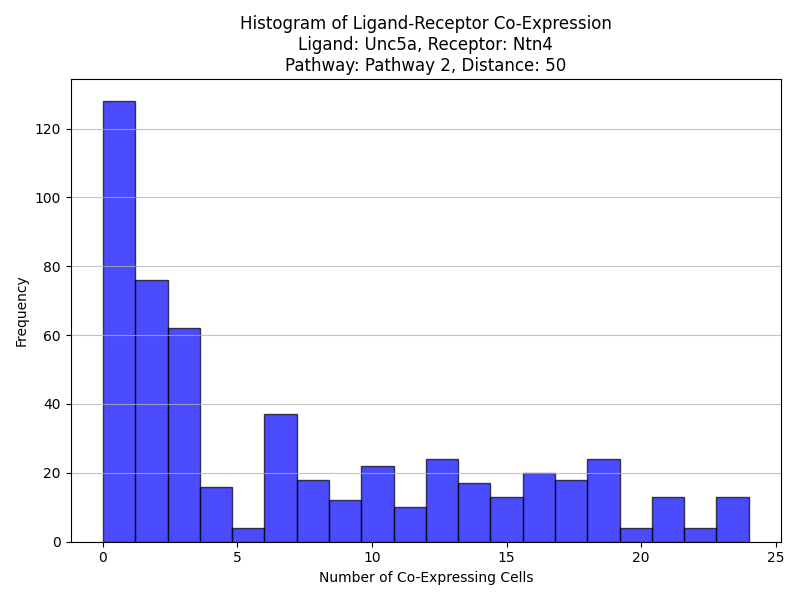 Histogram of Ligand-Receptor Co-Expression
Ligand: Unc5a, Receptor: Ntn4
Pathway: Pathway 2, Distance: 50
Frequency
120
100
80
60
40
20
0
0 5 10 15 20 25
Number of Co-Expressing Cells